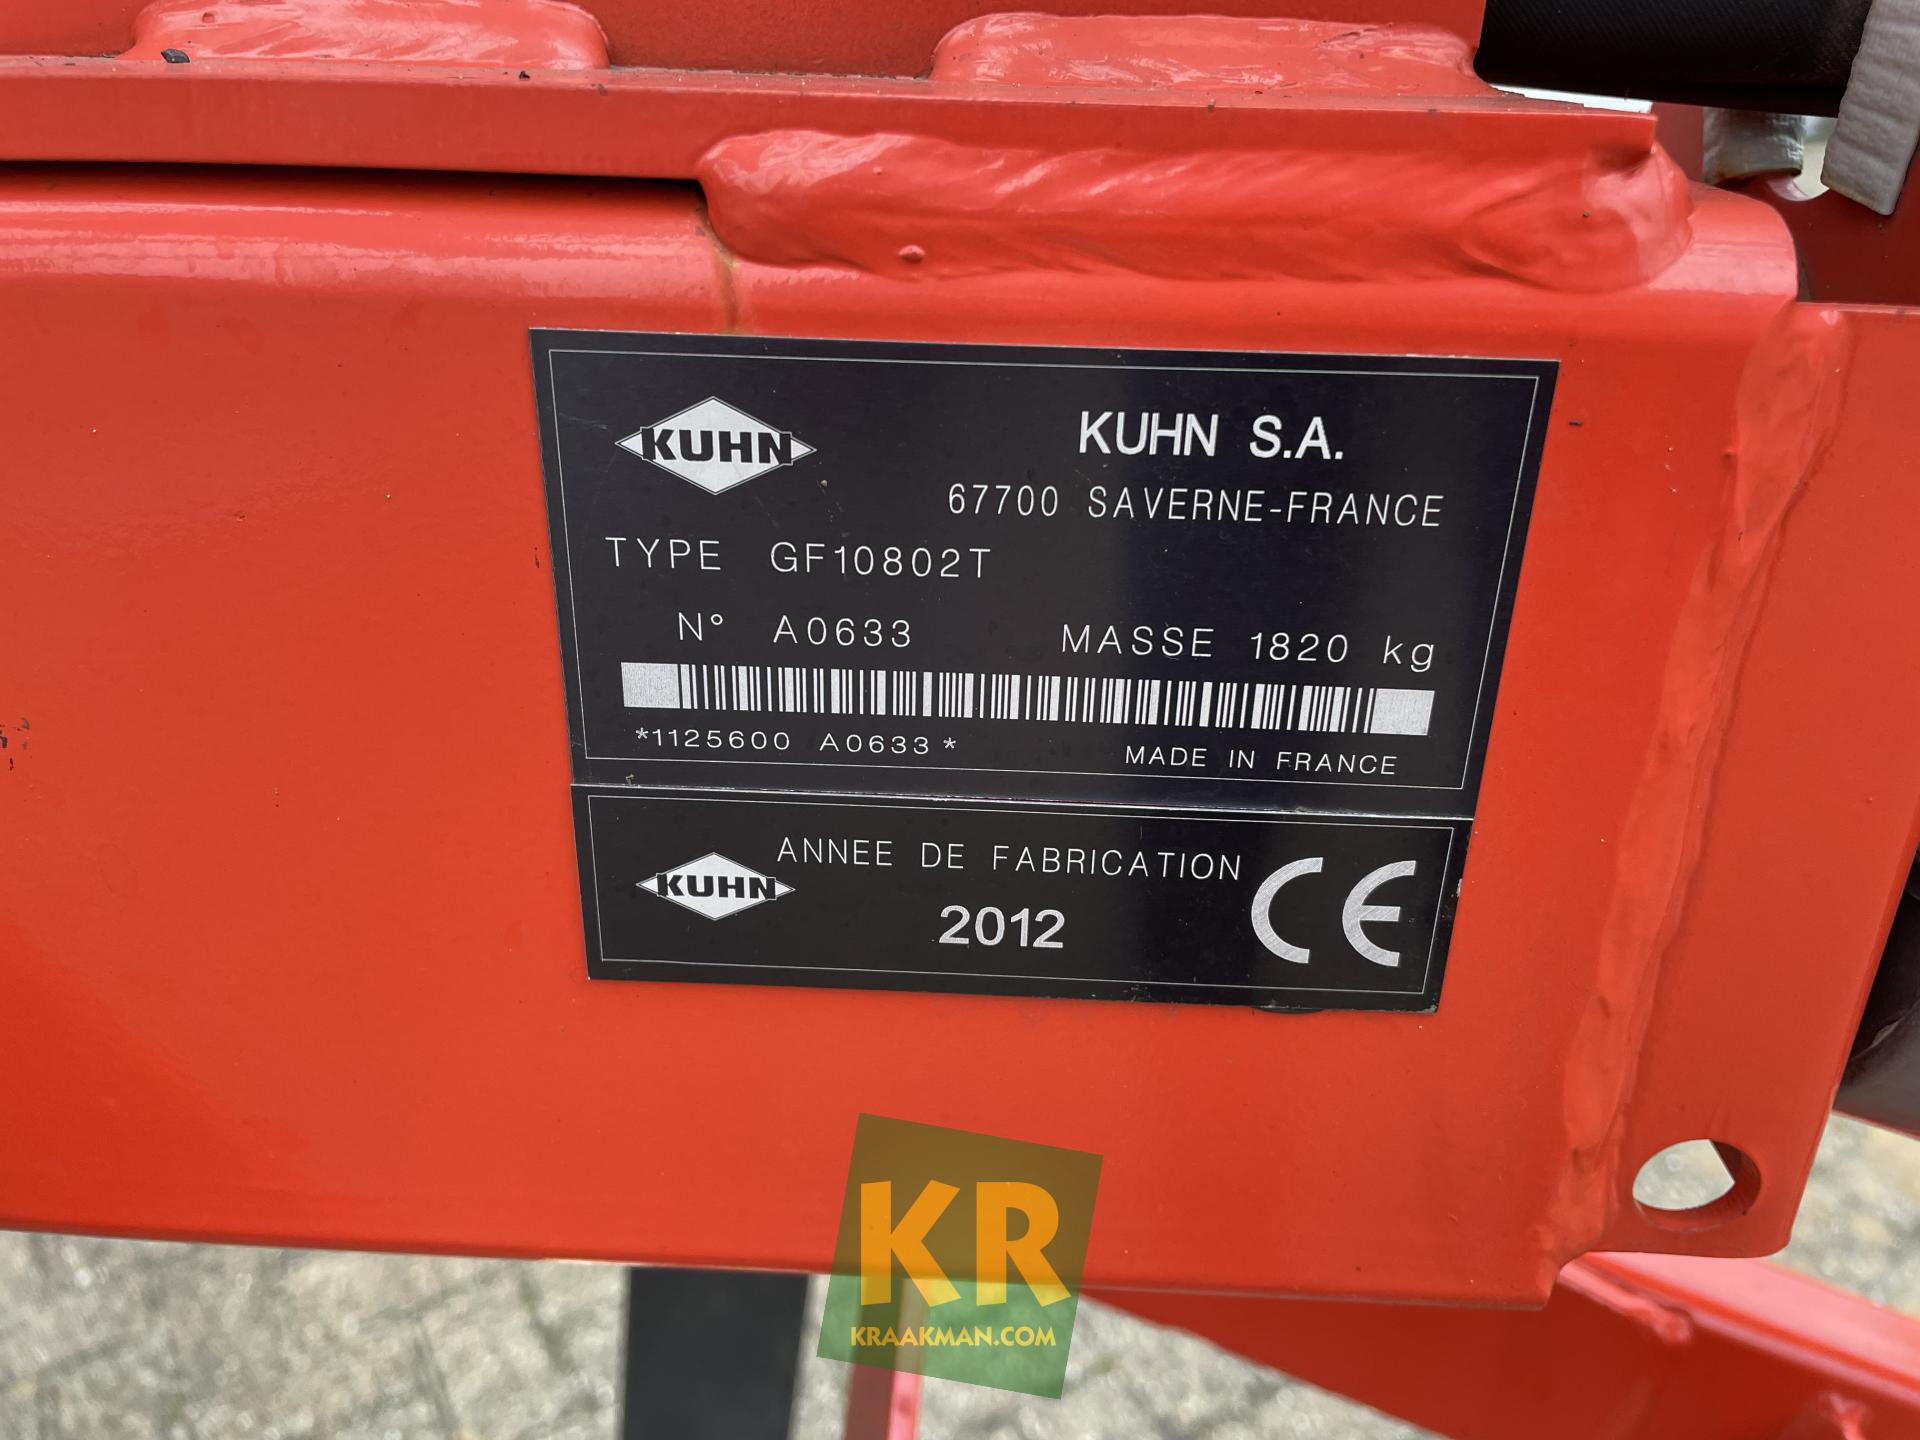 KUHN
KUHN S.A.
67700 SAVERNE-FRANCE
TYPE GF10802T
N° A0633 MASSE 1820 kg
*1125600 A0633*
MADE IN FRANCE
KUHN
ANNEE DE FABRICATION
2012
CE
KR
KRAAKMAN.COM